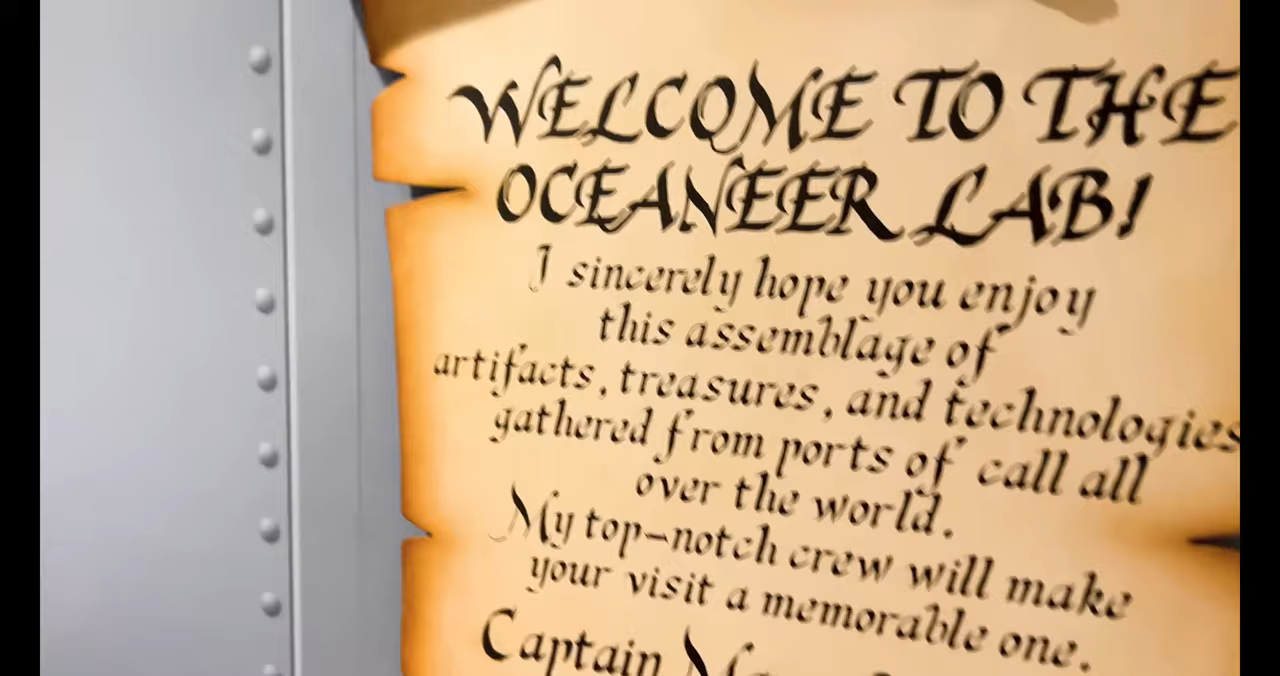 WELCOME TO THE
OCEANEER LAB!
I sincerely hope you enjoy
this assemblage of
artifacts, treasures, and technologies
gathered from ports of call all
over the world.
My top-notch crew will make
your visit a memorable one.
Captain